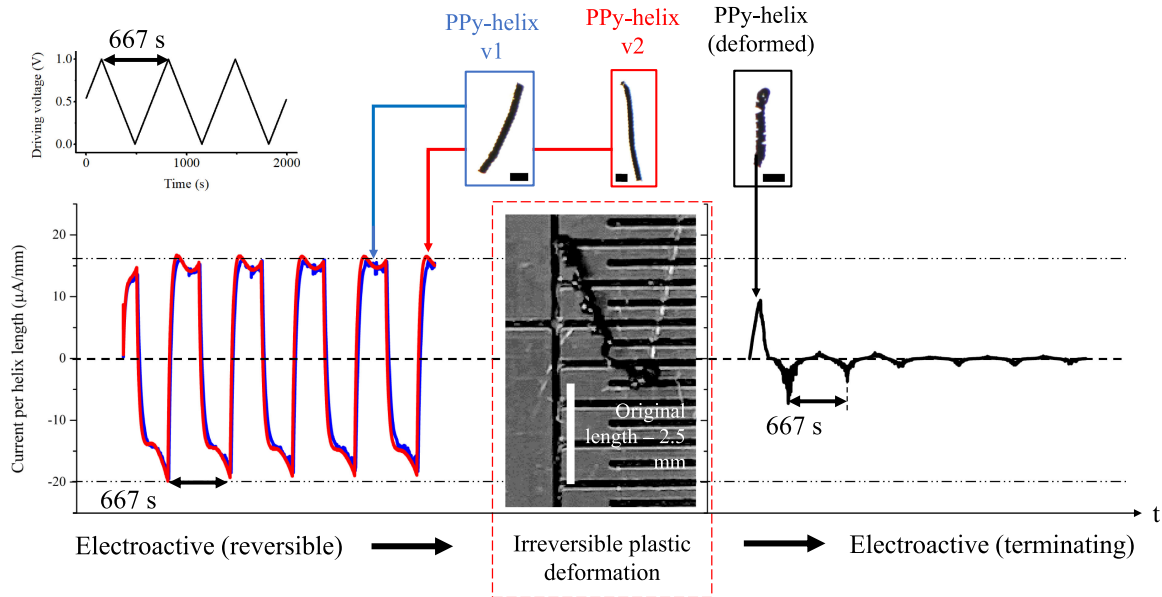 667 s
Driving voltage (V)
1.0
0.5
0.0
0
1000
2000
Time (s)
PPy-helix
v1
PPy-helix
v2
PPy-helix
(deformed)
Current per helix length (μA/mm)
20
10
0
-10
-20
667 s
Original
length – 2.5
mm
667 s
t
Electroactive (reversible)
Irreversible plastic
deformation
Electroactive (terminating)